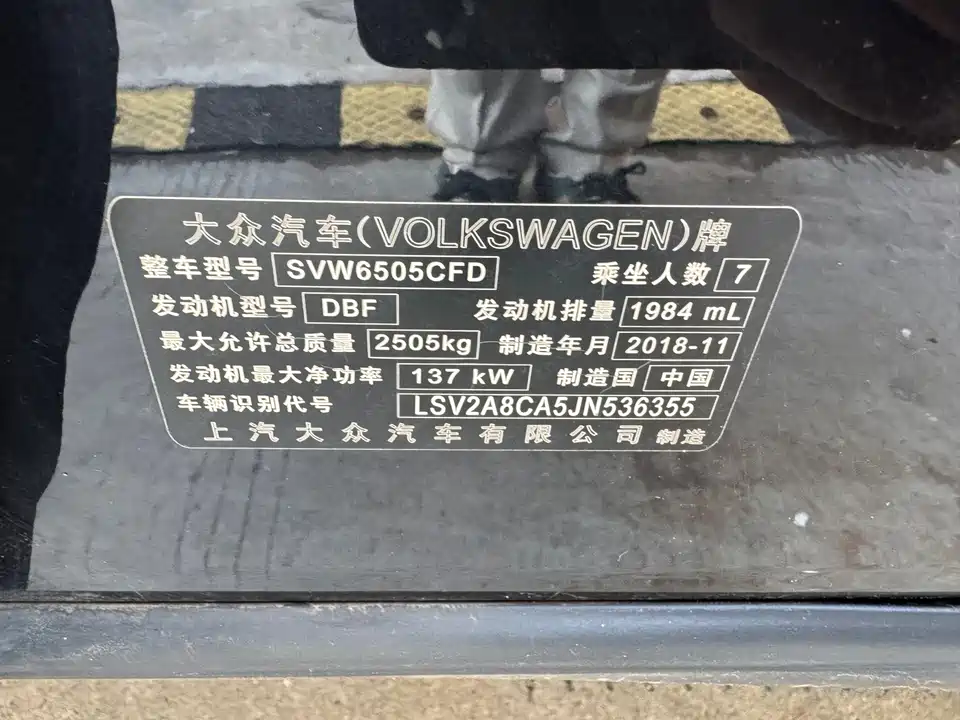 大众汽车(VOLKSWAGEN)牌
整车型号 SVW6505CFD 乘坐人数 7
发动机型号 DBF 发动机排量 1984 mL
最大允许总质量 2505kg 制造年月 2018-11
发动机最大净功率 137 kW 制造国 中国
车辆识别代号 LSV2A8CA5JN536355
上汽大众汽车有限公司 制造